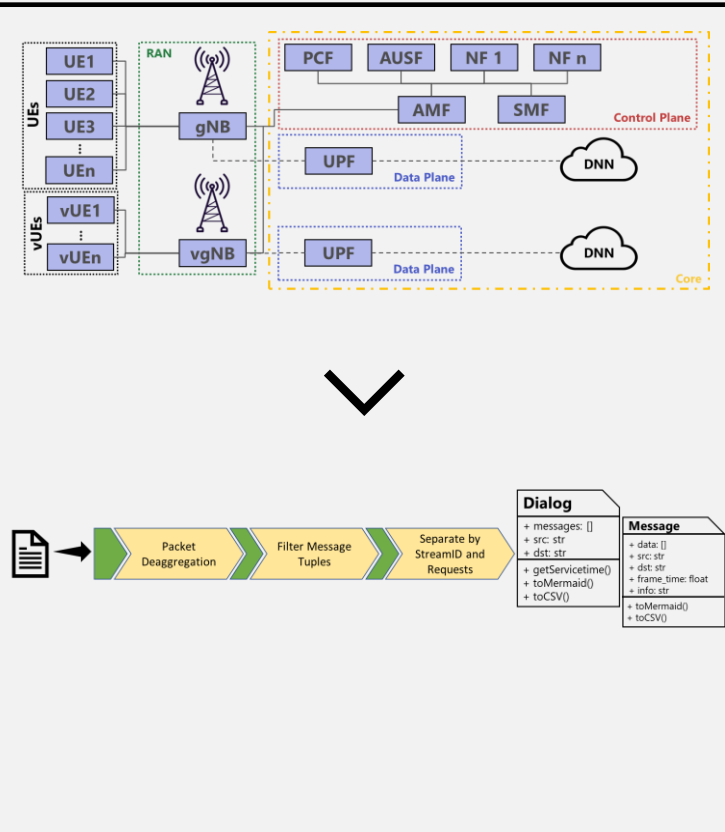 RAN
PCF
AUSF
NF 1
NF n
UE1
UE2
UE3
⋮
UEn
UEs
gNB
AMF
SMF
Control Plane
UPF
Data Plane
DNN
vUE1
⋮
vUEn
vUEs
vgNB
UPF
Data Plane
DNN
Core
Packet
Deaggregation
Filter Message
Tuples
Separate by
StreamID and
Requests
Dialog
+ messages: []
+ src: str
+ dst: str
+ getServicetime()
+ toMermaid()
+ toCSV()
Message
+ data: []
+ src: str
+ dst: str
+ frame_time: float
+ info: str
+ toMermaid()
+ toCSV()